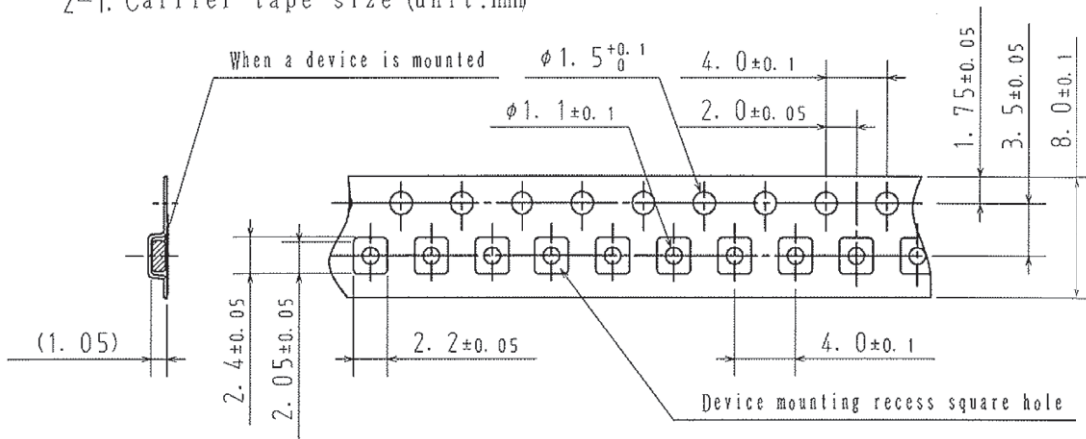 2-1. Carrier tape size (unit:mm)
When a device is mounted
φ1.5 +0.1 0
4.0±0.1
φ1.1±0.1
2.0±0.05
1.75±0.05
3.5±0.05
8.0±0.1
(1.05)
2.4±0.05
2.05±0.05
2.2±0.05
4.0±0.1
Device mounting recess square hole